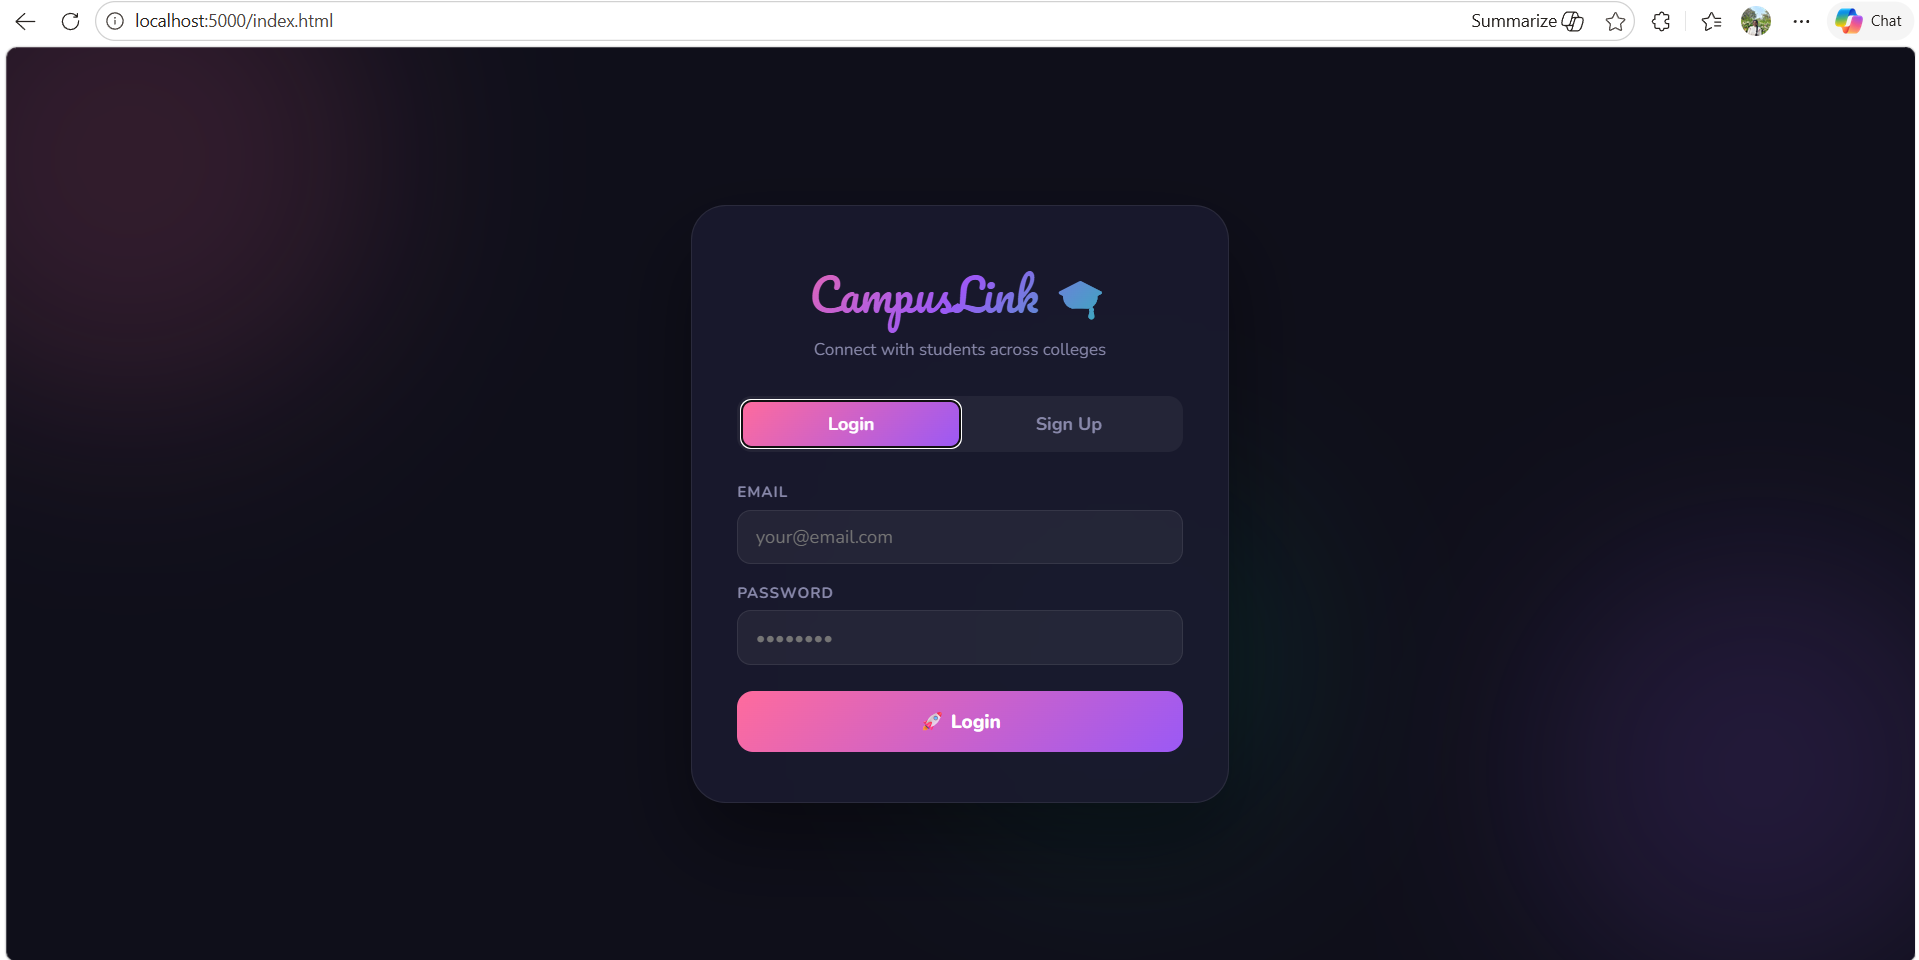 localhost:5000/index.html
Summarize
Chat
CampusLink
Connect with students across colleges
Login
Sign Up
EMAIL
your@email.com
PASSWORD
••••••••
🚀 Login